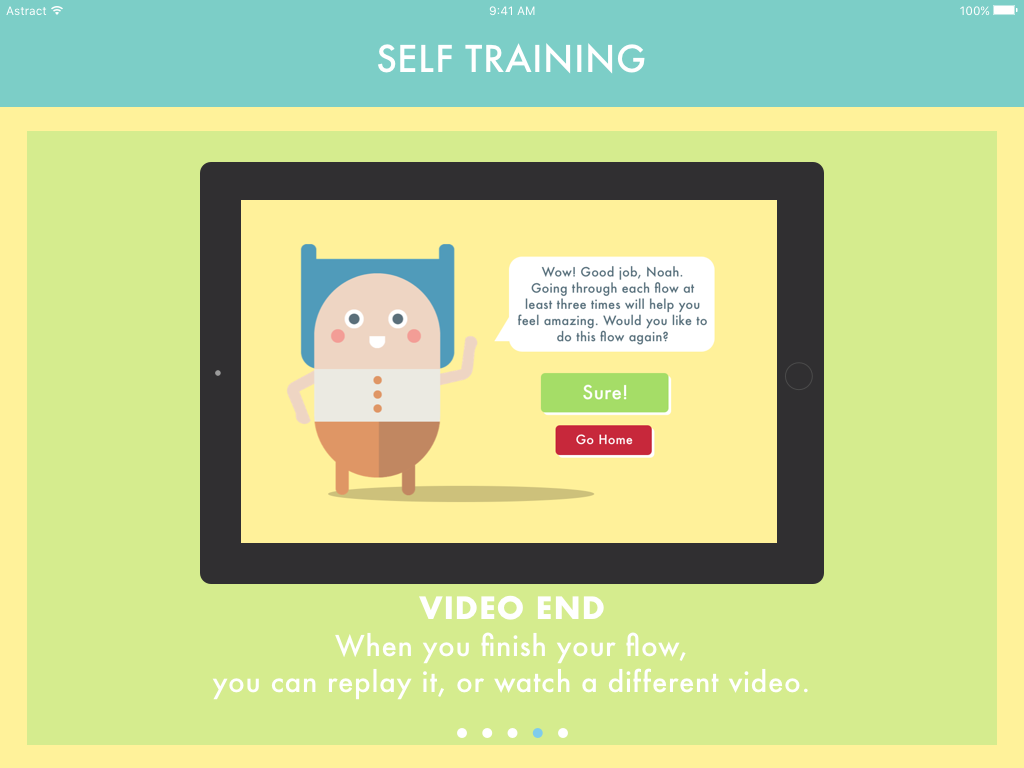 Astract 9:41 AM 100%
SELF TRAINING
Wow! Good job, Noah.
Going through each flow at
least three times will help you
feel amazing. Would you like to
do this flow again?
Sure!
Go Home
VIDEO END
When you finish your flow,
you can replay it, or watch a different video.